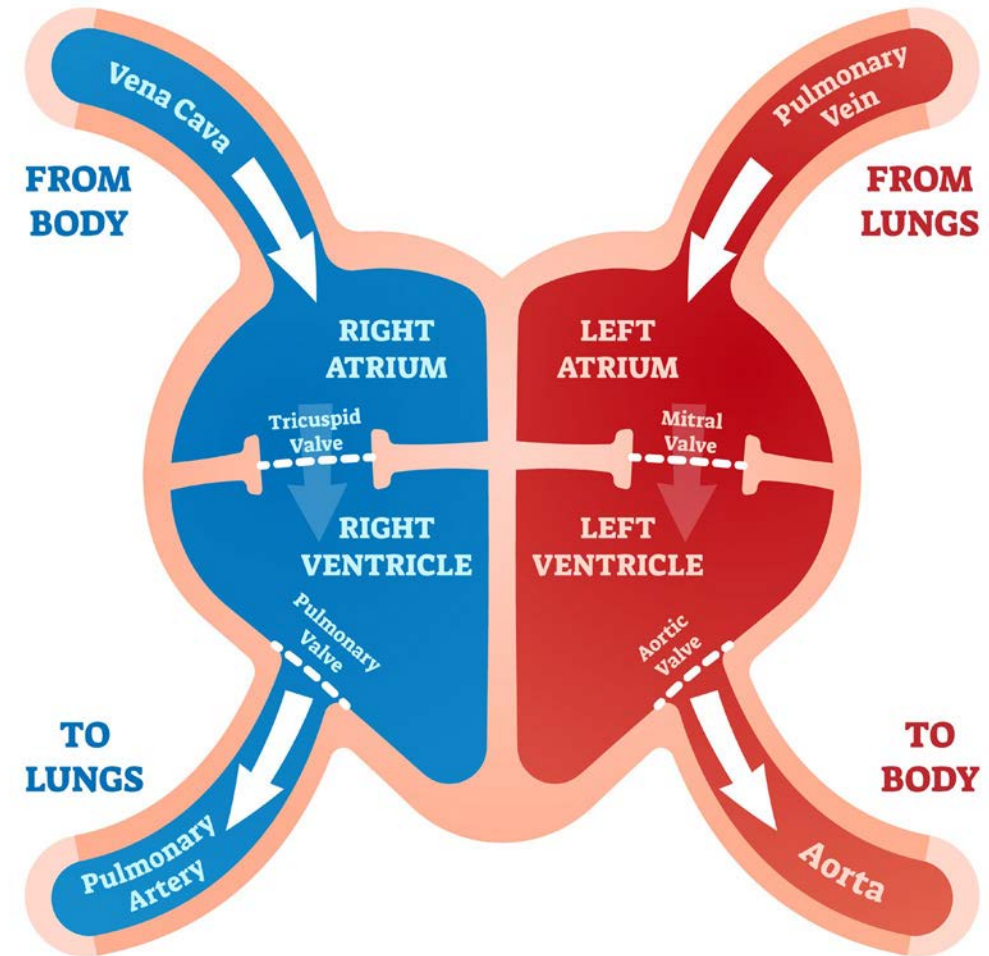 Vena Cava
Pulmonary
Vein
FROM
BODY
FROM
LUNGS
RIGHT
ATRIUM
LEFT
ATRIUM
Tricuspid
Valve
Mitral
Valve
RIGHT
VENTRICLE
LEFT
VENTRICLE
Pulmonary
Valve
Aortic
Valve
TO
LUNGS
TO
BODY
Pulmonary
Artery
Aorta